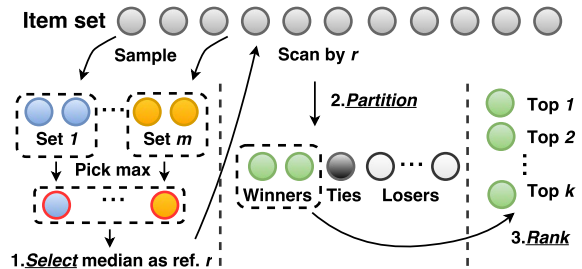 Item set
Sample
Scan by r
Set 1
...
Set m
Pick max
...
1.Select median as ref. r
2.Partition
...
Winners
Ties
Losers
Top 1
Top 2
⋮
Top k
3.Rank